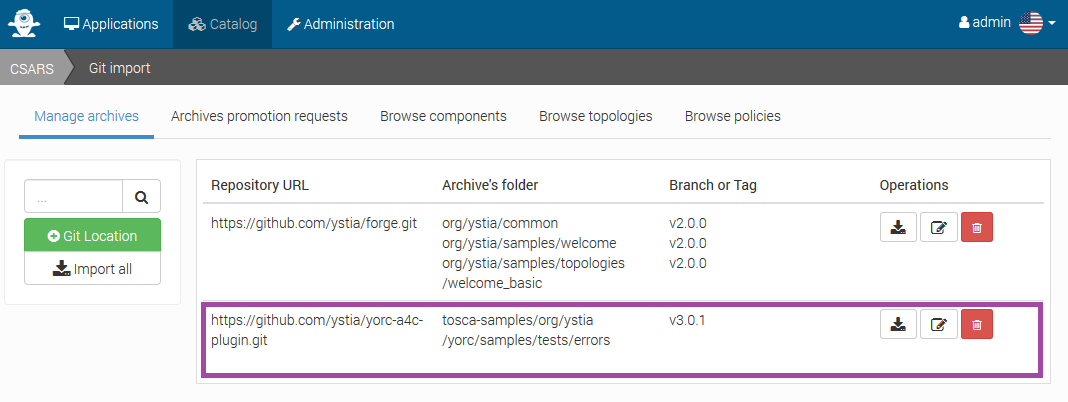 Applications Catalog Administration admin
CSARS Git import
Manage archives Archives promotion requests Browse components Browse topologies Browse policies
...
Git Location
Import all
Repository URL Archive's folder Branch or Tag Operations
https://github.com/ystia/forge.git org/ystia/common v2.0.0
org/ystia/samples/welcome v2.0.0
org/ystia/samples/topologies v2.0.0
/welcome_basic
https://github.com/ystia/yorc-a4c- tosca-samples/org/ystia v3.0.1
plugin.git /yorc/samples/tests/errors